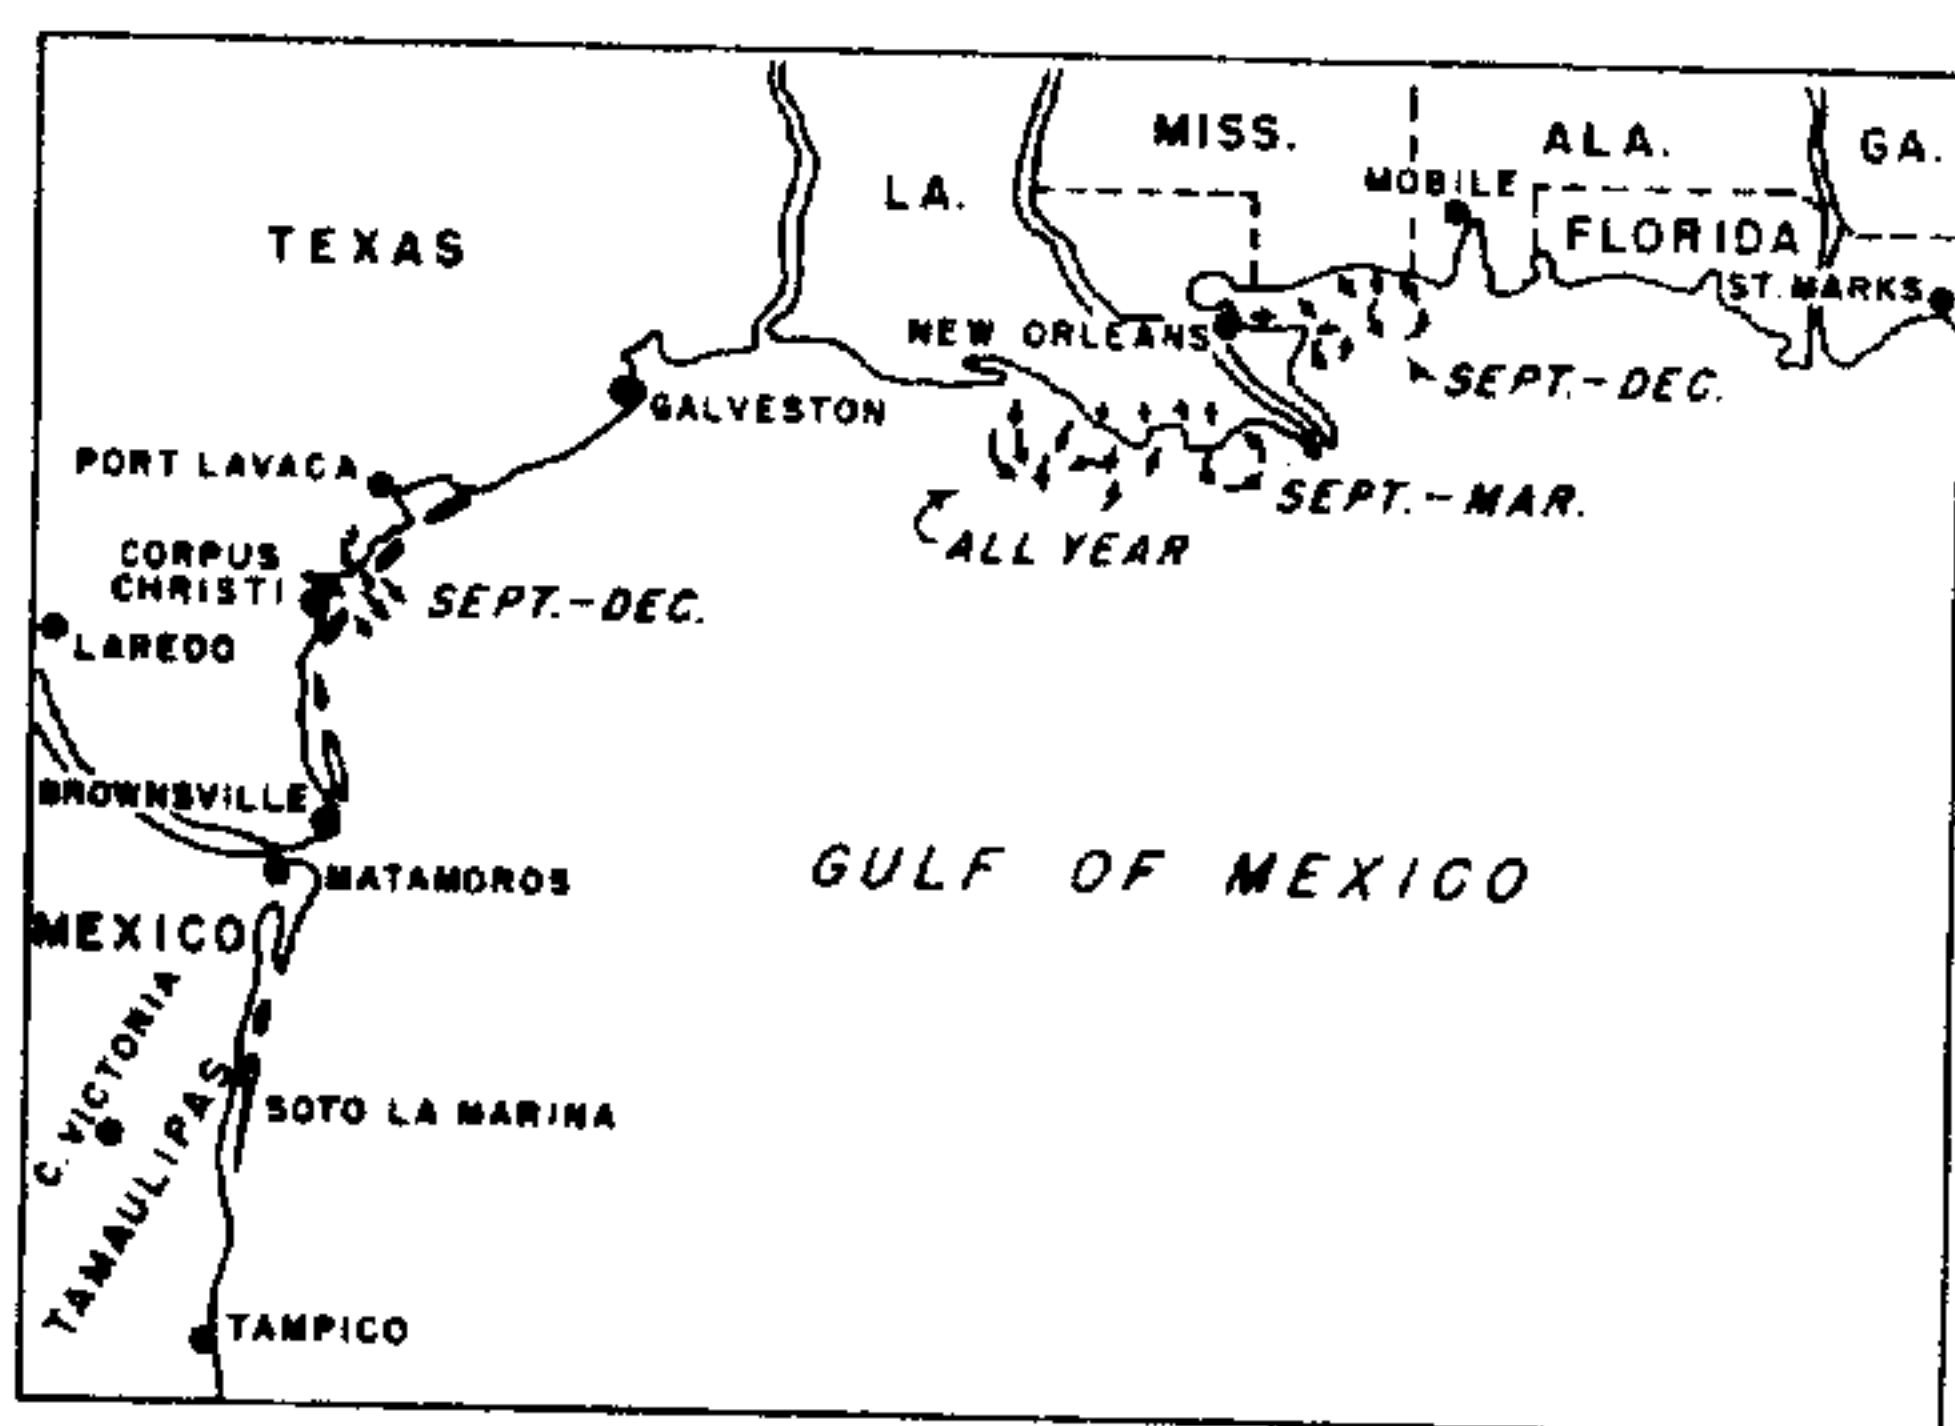 MISS.
ALA.
GA.
LA.
MOBILE
TEXAS
FLORIDA
ST. MARKS
NEW ORLEANS
SEPT.-DEC.
GALVESTON
PORT LAVACA
SEPT.-MAR.
ALL YEAR
CORPUS
CHRISTI
SEPT.-DEC.
LAREDO
BROWNSVILLE
GULF OF MEXICO
MATAMOROS
MEXICO
C. VICTORIA
TAMAULIPAS
SOTO LA MARINA
TAMPICO